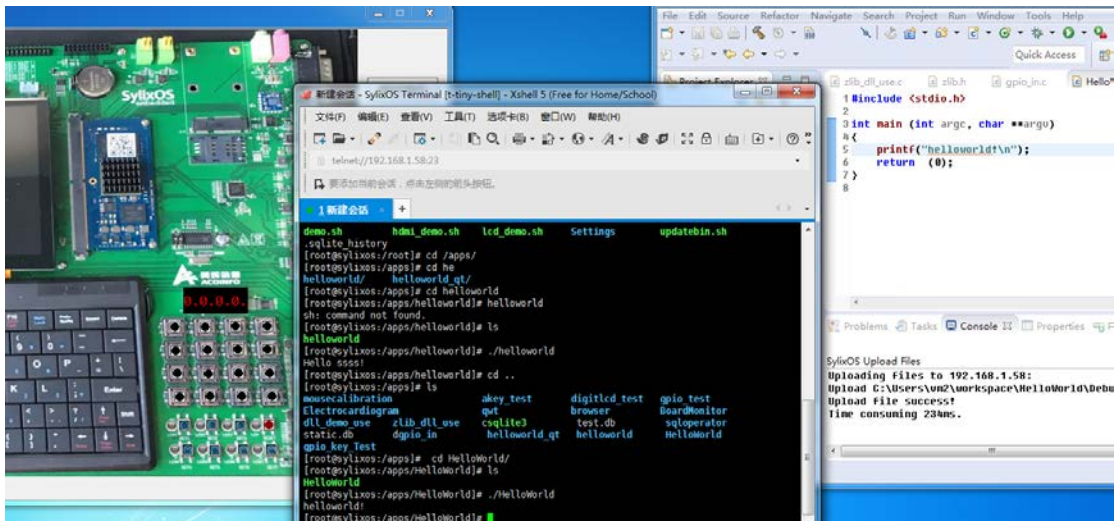 SylixOS
ACOINFO
0.0.0.0.
Enter
新建会话 - SylixOS Terminal [t-tiny-shell] - Xshell 5 (Free for Home/School)
文件(F) 编辑(E) 查看(V) 工具(T) 选项卡(B) 窗口(W) 帮助(H)
telnet://192.168.1.58:23
要添加当前会话，点击左侧的箭头按钮。
1 新建会话
demo.sh hdmi_demo.sh lcd_demo.sh Settings updatebin.sh
.sqlite_history
[root@sylixos:/root]# cd /apps/
[root@sylixos:/apps]# cd he
helloworld/ helloworld_qt/
[root@sylixos:/apps]# cd helloworld
[root@sylixos:/apps/helloworld]# helloworld
sh: command not found.
[root@sylixos:/apps/helloworld]# ls
helloworld
[root@sylixos:/apps/helloworld]# ./helloworld
Hello ssss!
[root@sylixos:/apps/helloworld]# cd ..
[root@sylixos:/apps]# ls
mousecalibration akey_test digitlcd_test gpio_test
Electrocardiogram qwt browser BoardMonitor
dll_demo_use zlib_dll_use csqlite3 test.db sqloperator
static.db dgpio_in helloworld_qt helloworld HelloWorld
gpio_key_Test
[root@sylixos:/apps]# cd HelloWorld/
[root@sylixos:/apps/HelloWorld]# ls
HelloWorld
[root@sylixos:/apps/HelloWorld]# ./HelloWorld
helloworld!
[root@sylixos:/apps/HelloWorld]#
File Edit Source Refactor Navigate Search Project Run Window Tools Help
Quick Access
Project Explorer
zlib_dll_use.c zlib.h gpio_in.c Hello
1 #include <stdio.h>
2
3 int main (int argc, char **argv)
4 {
5 printf("helloworld!\n");
6 return (0);
7 }
8
Problems Tasks Console Properties
SylixOS Upload Files
Uploading files to 192.168.1.58:
Upload C:\Users\vm2\workspace\HelloWorld\Debu
Upload file success!
Time consuming 234ms.